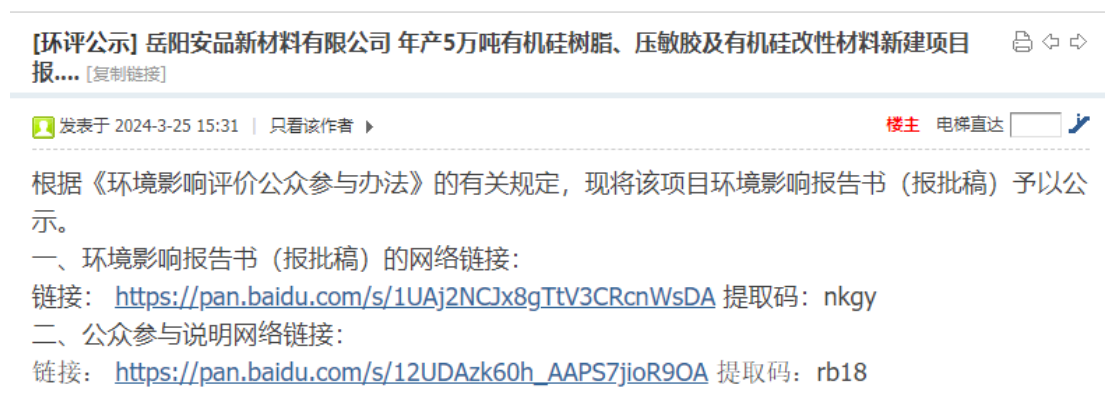 [环评公示] 岳阳安品新材料有限公司 年产5万吨有机硅树脂、压敏胶及有机硅改性材料新建项目
报.... [复制链接]
发表于 2024-3-25 15:31 | 只看该作者
楼主 电梯直达
根据《环境影响评价公众参与办法》的有关规定，现将该项目环境影响报告书（报批稿）予以公
示。
一、环境影响报告书（报批稿）的网络链接：
链接： https://pan.baidu.com/s/1UAj2NCJx8gTtV3CRcnWsDA 提取码：nkgy
二、公众参与说明网络链接：
链接： https://pan.baidu.com/s/12UDAzk60h_AAPS7jioR9OA 提取码：rb18